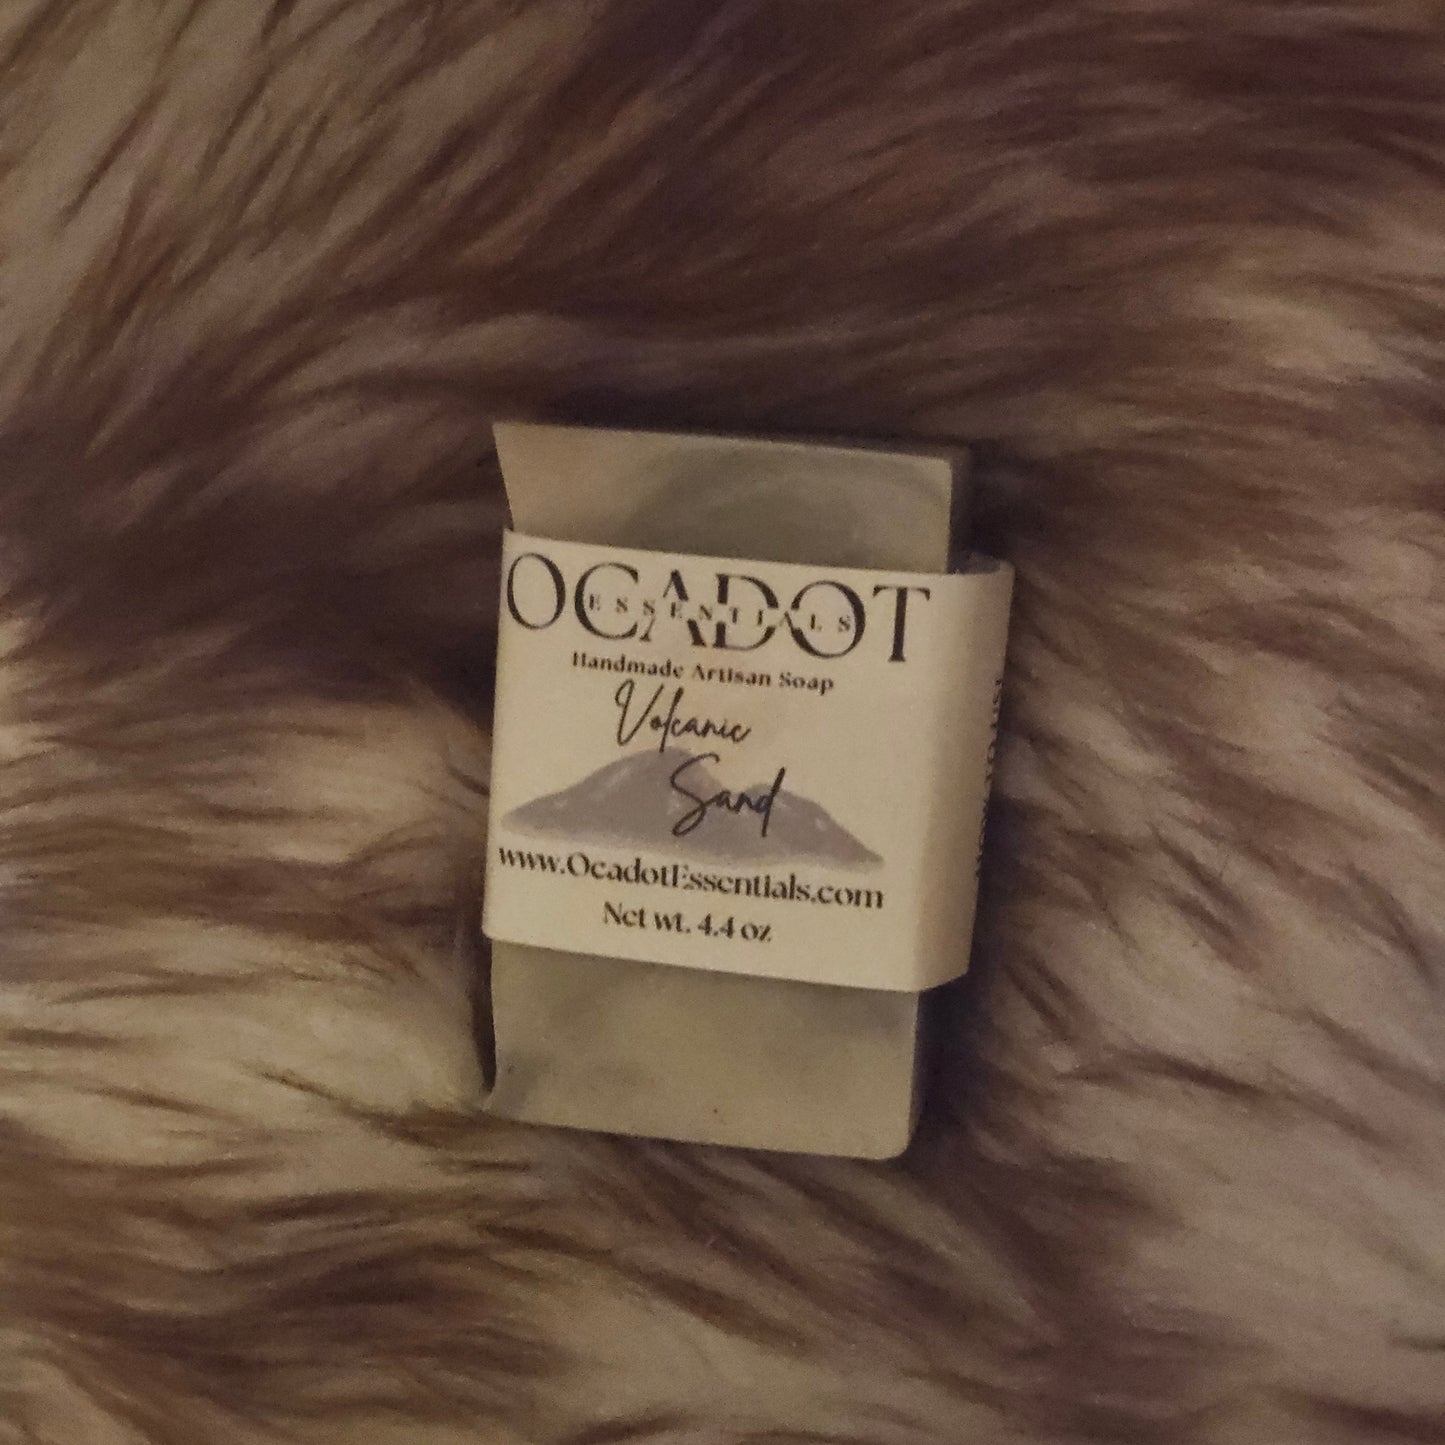 OCADOT
ESSENTIALS
Handmade Artisan Soap
Volcanic
Sand
www.OcadotEssentials.com
Net wt. 4.4 oz